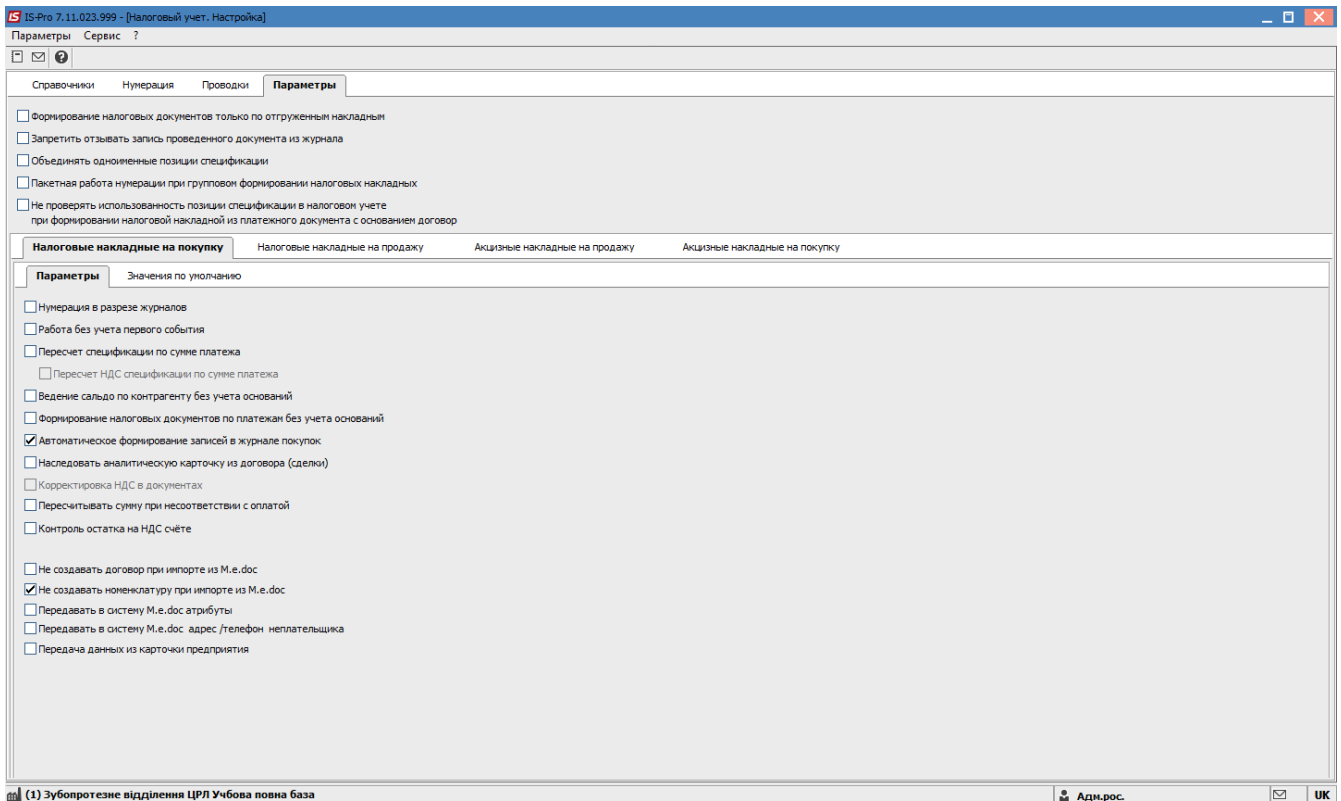 IS-Pro 7.11.023.999 - [Налоговый учет. Настройка]
Параметры Сервис ?
Справочники Нумерация Проводки Параметры
Формирование налоговых документов только по отгруженным накладным
Запретить отзывать запись проведенного документа из журнала
Объединять одноименные позиции спецификации
Пакетная работа нумерации при групповом формировании налоговых накладных
Не проверять использованность позиции спецификации в налоговом учете
при формировании налоговой накладной из платежного документа с основанием договор
Налоговые накладные на покупку Налоговые накладные на продажу Акцизные накладные на продажу Акцизные накладные на покупку
Параметры Значения по умолчанию
Нумерация в разрезе журналов
Работа без учета первого события
Пересчет спецификации по сумме платежа
Пересчет НДС спецификации по сумме платежа
Ведение сальдо по контрагенту без учета оснований
Формирование налоговых документов по платежам без учета оснований
Автоматическое формирование записей в журнале покупок
Наследовать аналитическую карточку из договора (сделки)
Корректировка НДС в документах
Пересчитывать сумму при несоответствии с оплатой
Контроль остатка на НДС счёте
Не создавать договор при импорте из M.e.doc
Не создавать номенклатуру при импорте из M.e.doc
Передавать в систему M.e.doc атрибуты
Передавать в систему M.e.doc адрес /телефон неплательщика
Передача данных из карточки предприятия
(1) Зубопротезне відділення ЦРЛ Учбова повна база Адм.рос. UK